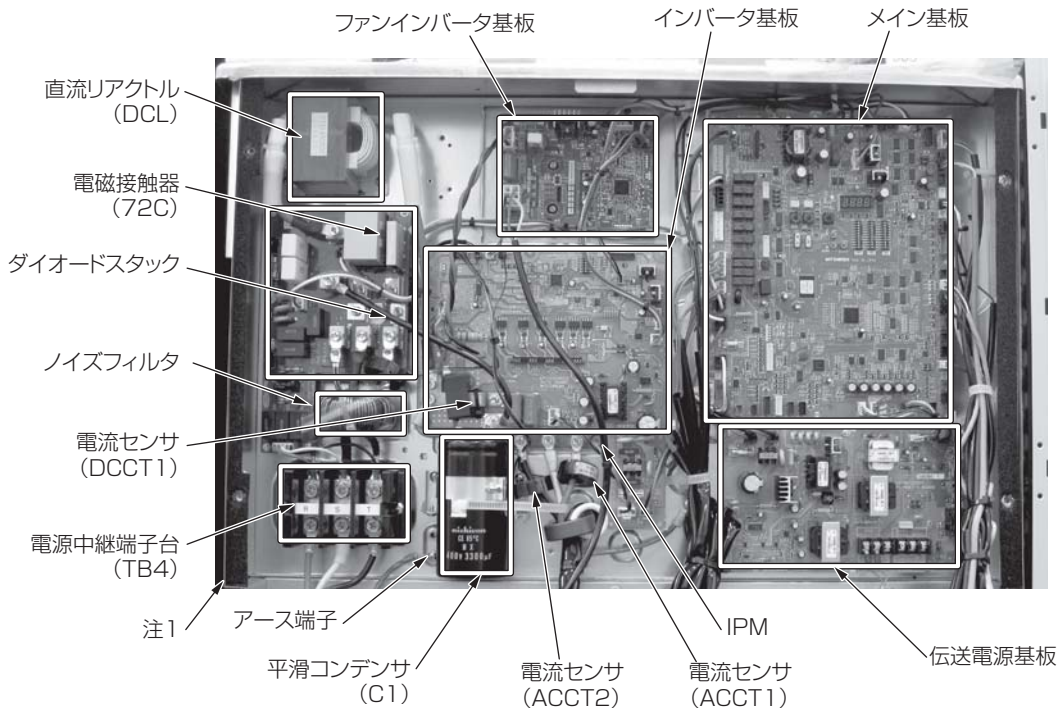 ファンインバータ基板
インバータ基板
メイン基板
直流リアクトル
(DCL)
電磁接触器
(72C)
ダイオードスタック
ノイズフィルタ
電流センサ
(DCCT1)
電源中継端子台
(TB4)
注1
アース端子
平滑コンデンサ
(C1)
電流センサ
(ACCT2)
電流センサ
(ACCT1)
IPM
伝送電源基板
R S T
nichicon
400V 3300μF